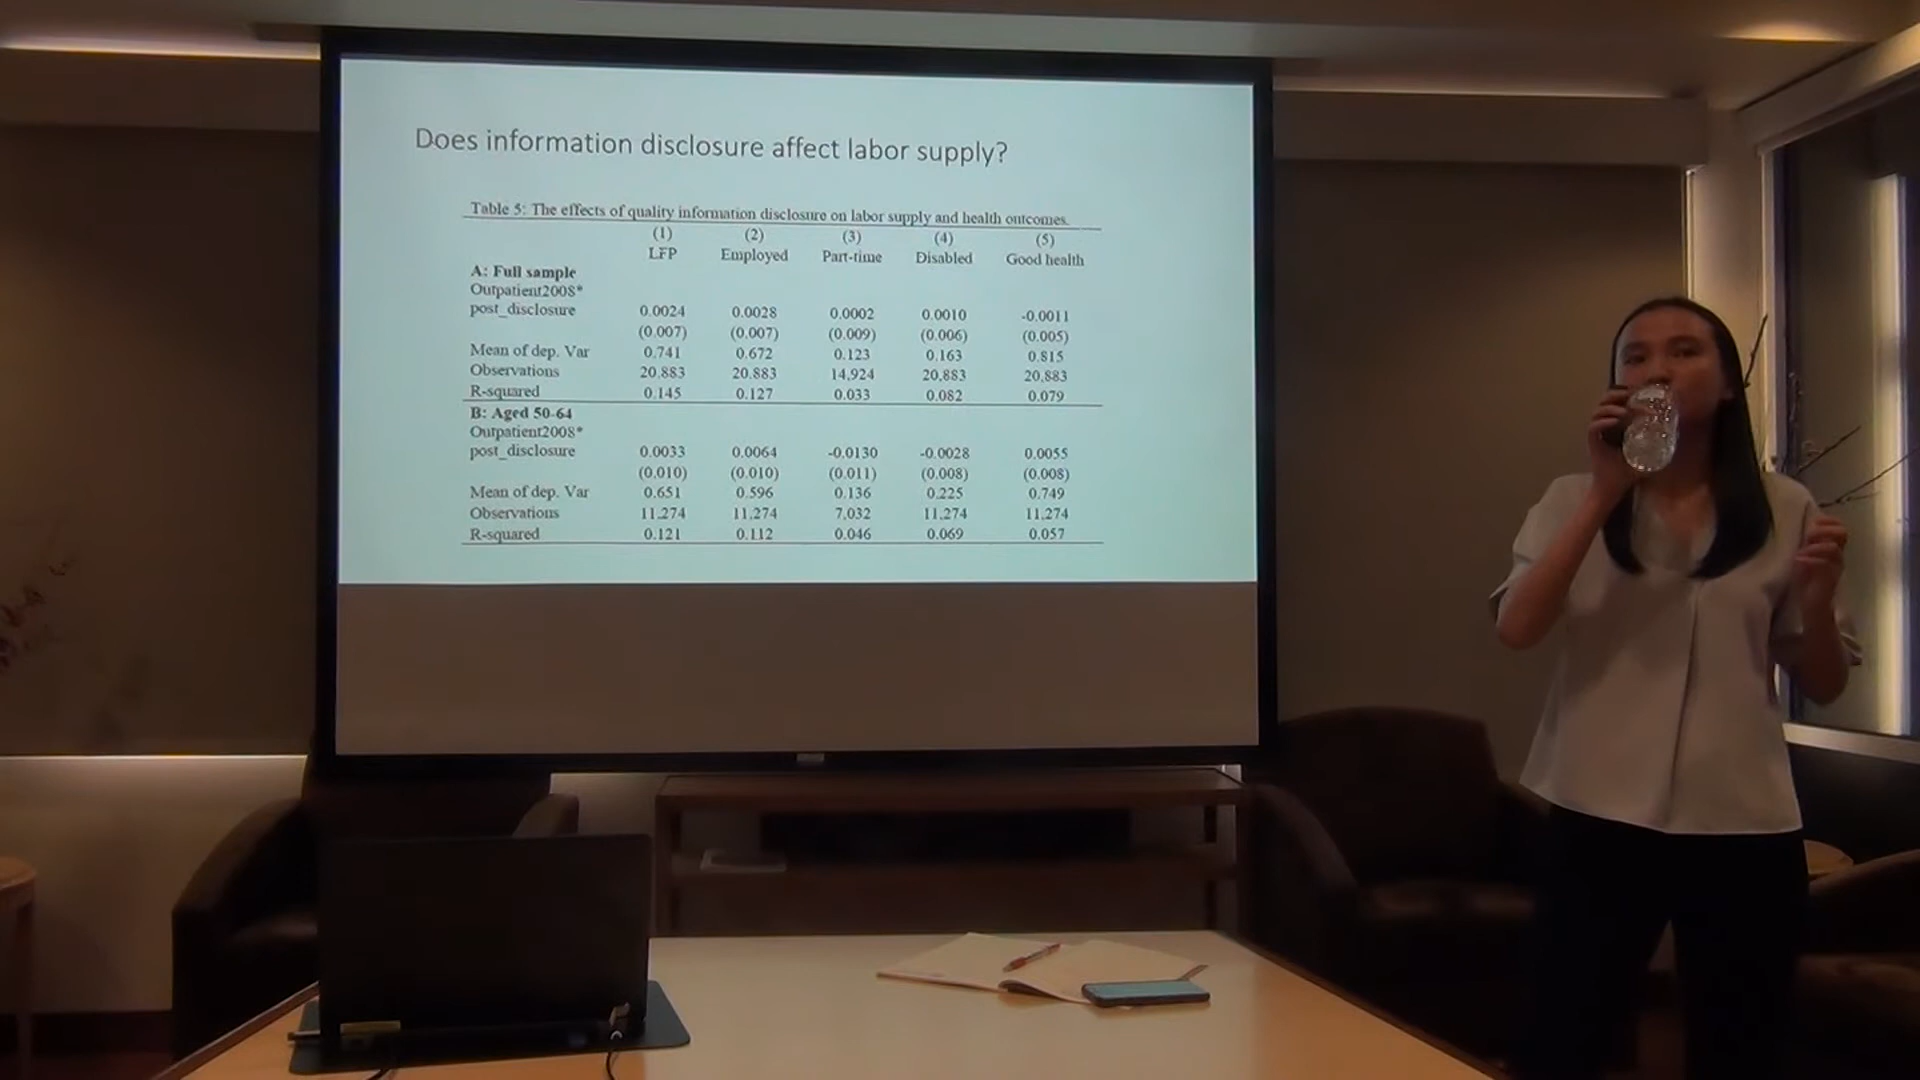 Does information disclosure affect labor supply?
Table 5: The effects of quality information disclosure on labor supply and health outcomes.
(1) (2) (3) (4) (5)
LFP Employed Part-time Disabled Good health
A: Full sample
Outpatient2008*
post_disclosure 0.0024 0.0028 0.0002 0.0010 -0.0011
(0.007) (0.007) (0.009) (0.006) (0.005)
Mean of dep. Var 0.741 0.672 0.123 0.163 0.815
Observations 20,883 20,883 14,924 20,883 20,883
R-squared 0.145 0.127 0.033 0.082 0.079
B: Aged 50-64
Outpatient2008*
post_disclosure 0.0033 0.0064 -0.0130 -0.0028 0.0055
(0.010) (0.010) (0.011) (0.008) (0.008)
Mean of dep. Var 0.651 0.596 0.136 0.225 0.749
Observations 11,274 11,274 7,032 11,274 11,274
R-squared 0.121 0.112 0.046 0.069 0.057